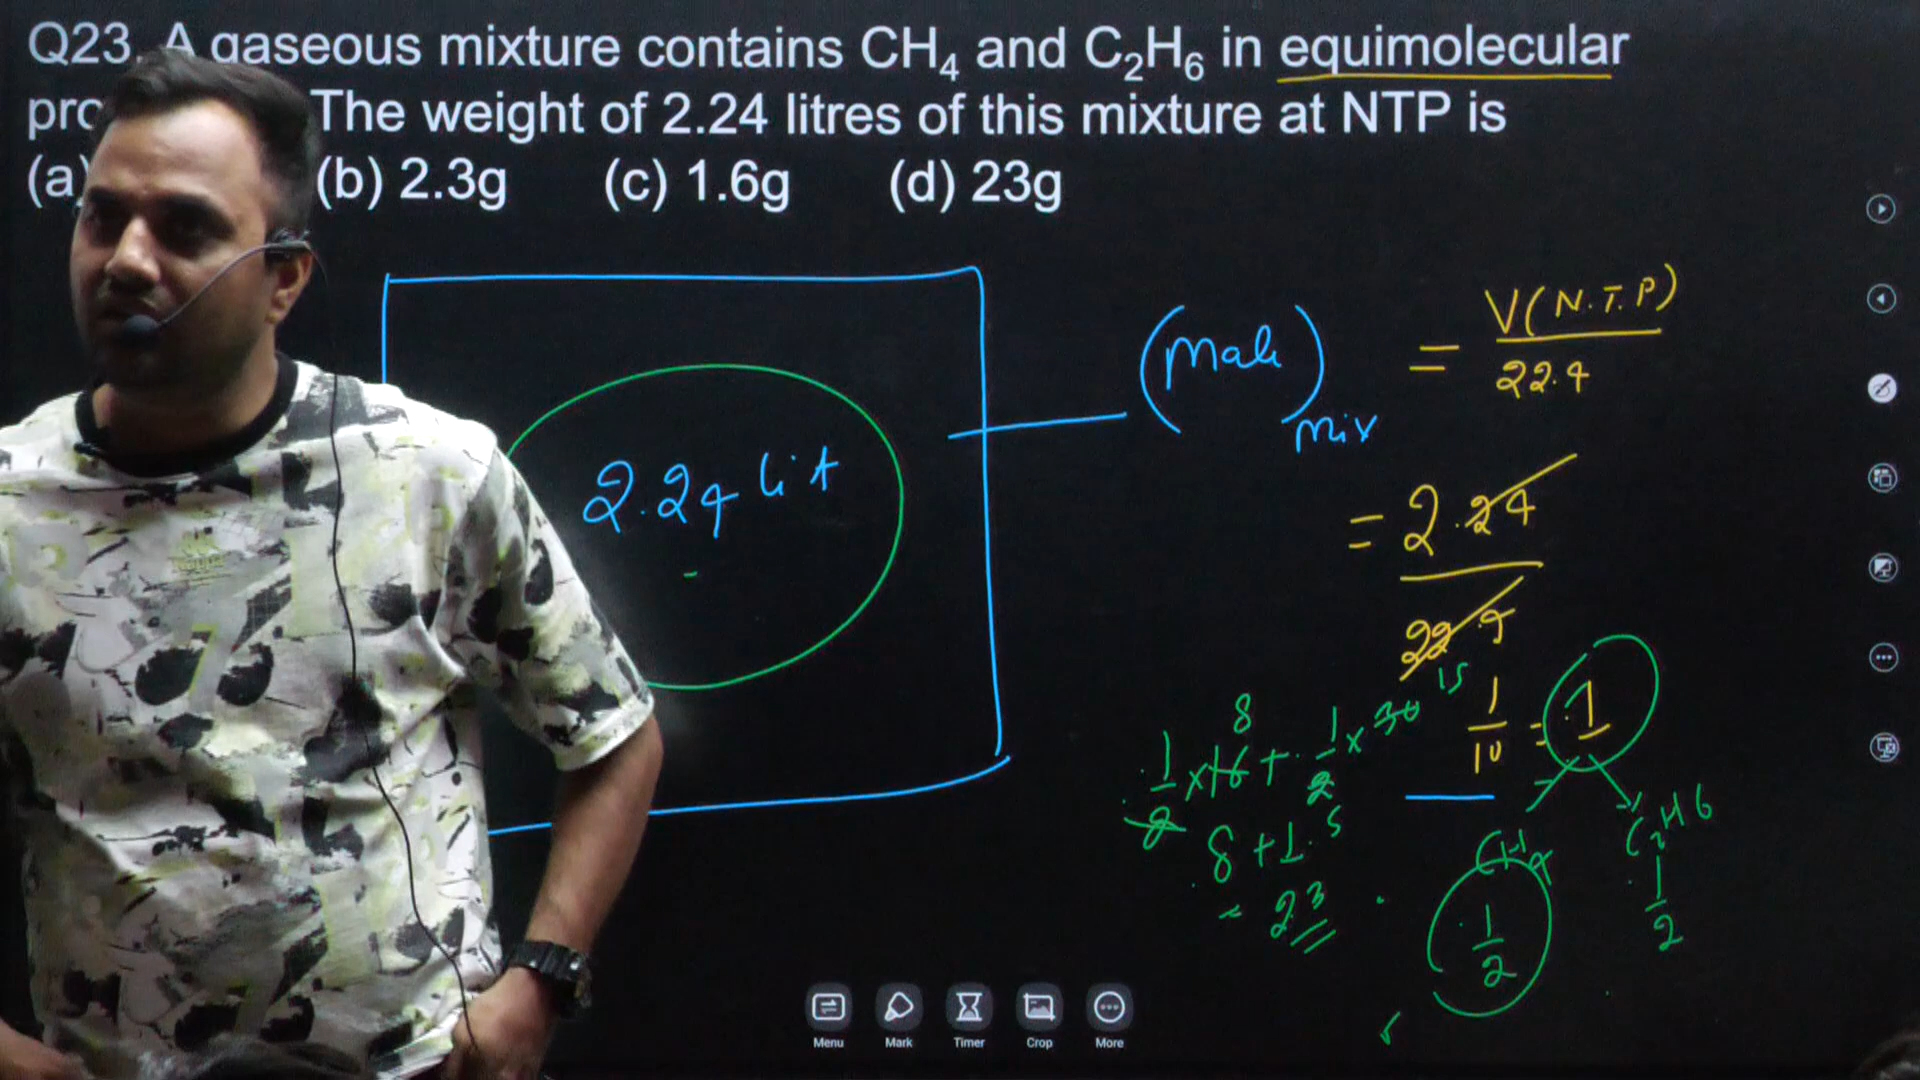 Q23. A gaseous mixture contains CH₄ and C₂H₆ in equimolecular
The weight of 2.24 litres of this mixture at NTP is
(a) (b) 2.3g (c) 1.6g (d) 23g
2.24 lit
(mole)mix = V(N.T.P)/22.4
= 2.24/22.4
1/10 = .1
1/2 × 16 + 1/2 × 30
8 15
8 + 15
= 23
CH4 C2H6
1/2 1/2
Menu Mark Timer Crop More